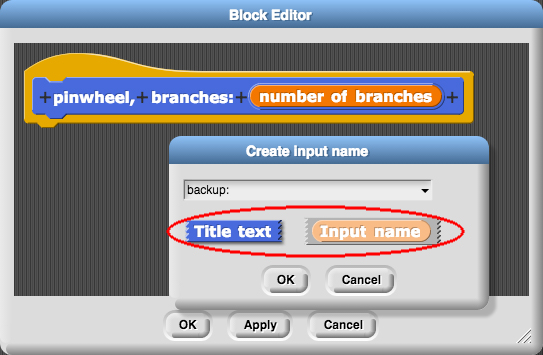 Block Editor
+ pinwheel, + branches: + number of branches +
Create input name
backup:
Title text Input name
OK Cancel
OK Apply Cancel